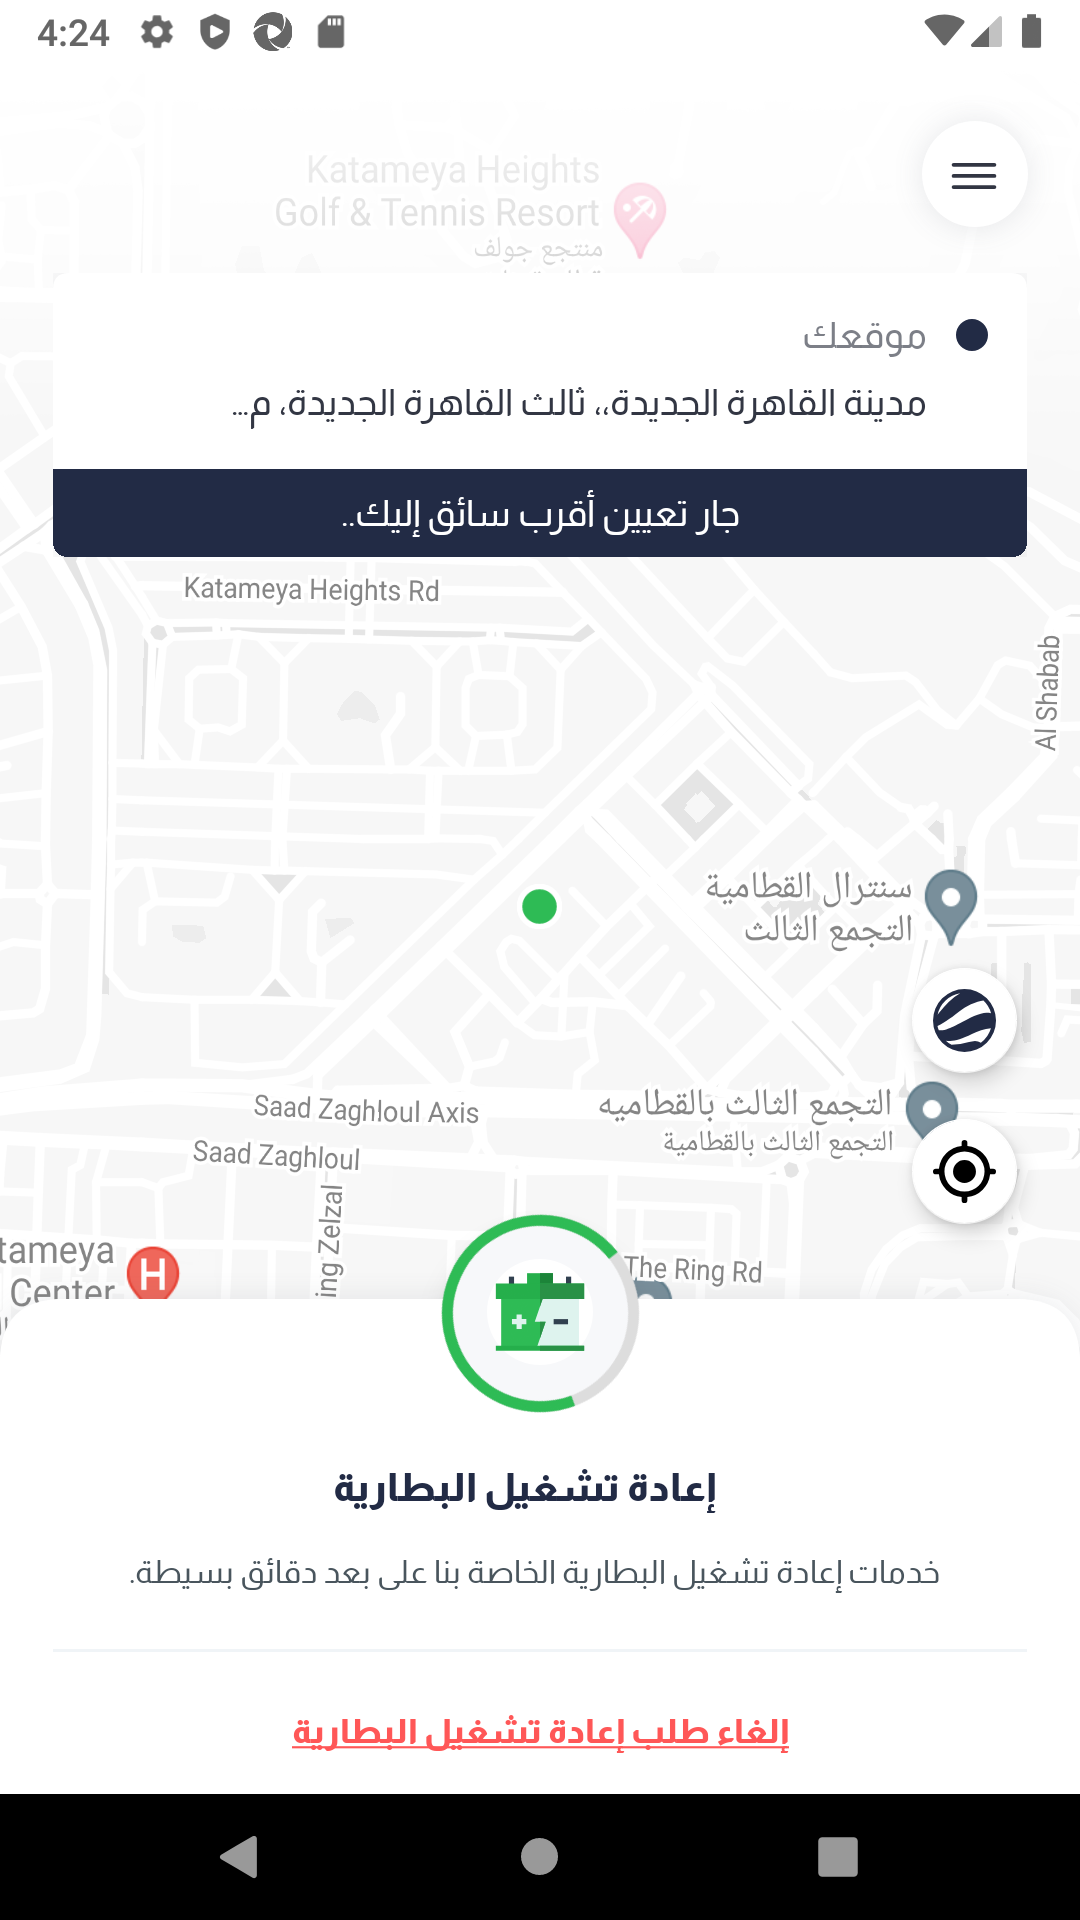 4:24
Katameya Heights
Golf & Tennis Resort
منتجع جولف
موقعك
مدينة القاهرة الجديدة،، ثالث القاهرة الجديدة، م...
جار تعيين أقرب سائق إليك..
Katameya Heights Rd
Al Shabab
سنترال القطامية
التجمع الثالث
Saad Zaghloul Axis
التجمع الثالث بالقطاميه
التجمع الثالث بالقطامية
Saad Zaghloul
ing Zelzal
tameya
Center
H
The Ring Rd
إعادة تشغيل البطارية
خدمات إعادة تشغيل البطارية الخاصة بنا على بعد دقائق بسيطة.
إلغاء طلب إعادة تشغيل البطارية